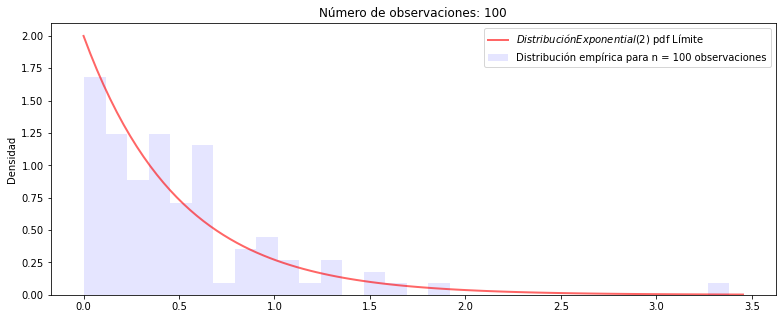 Número de observaciones: 100
DistribuciónExponential(2) pdf Límite
Distribución empírica para n = 100 observaciones
Densidad
2.00
1.75
1.50
1.25
1.00
0.75
0.50
0.25
0.00
0.0 0.5 1.0 1.5 2.0 2.5 3.0 3.5